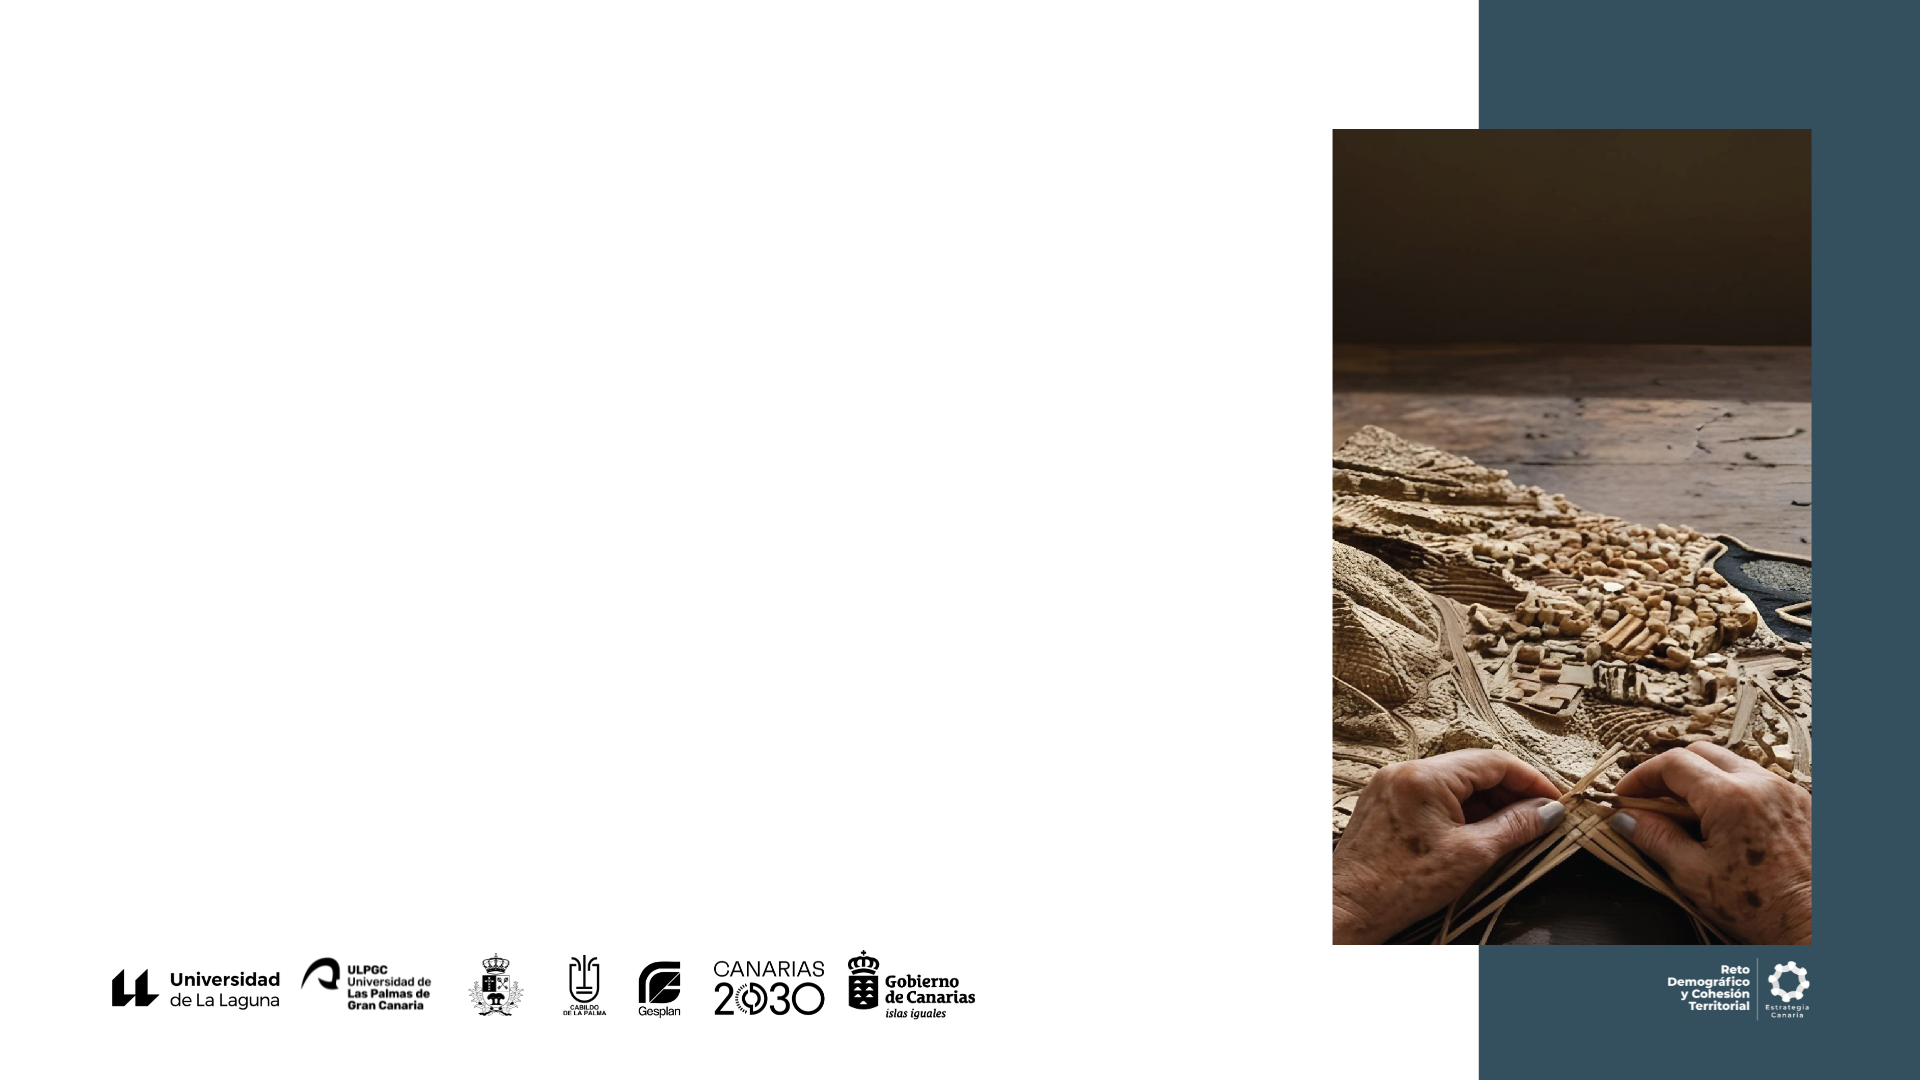 Universidad
de La Laguna
ULPGC
Universidad de
Las Palmas de
Gran Canaria
CABILDO
DE LA PALMA
Gesplan
CANARIAS
2030
Gobierno
de Canarias
islas iguales
Reto
Demográfico
y Cohesión
Territorial
Estrategia
Canaria